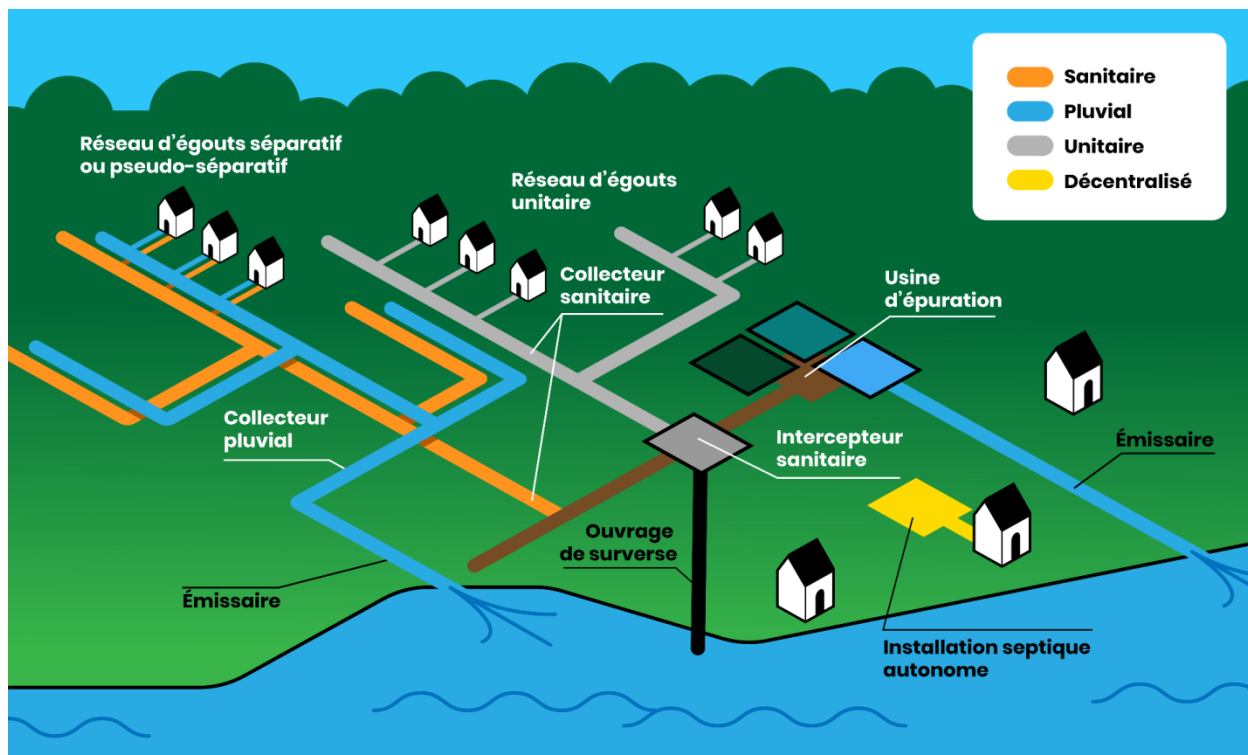 Sanitaire
Pluvial
Unitaire
Décentralisé
Réseau d'égouts séparatif
ou pseudo-séparatif
Réseau d'égouts
unitaire
Collecteur
sanitaire
Usine
d'épuration
Collecteur
pluvial
Intercepteur
sanitaire
Émissaire
Ouvrage
de surverse
Émissaire
Installation septique
autonome